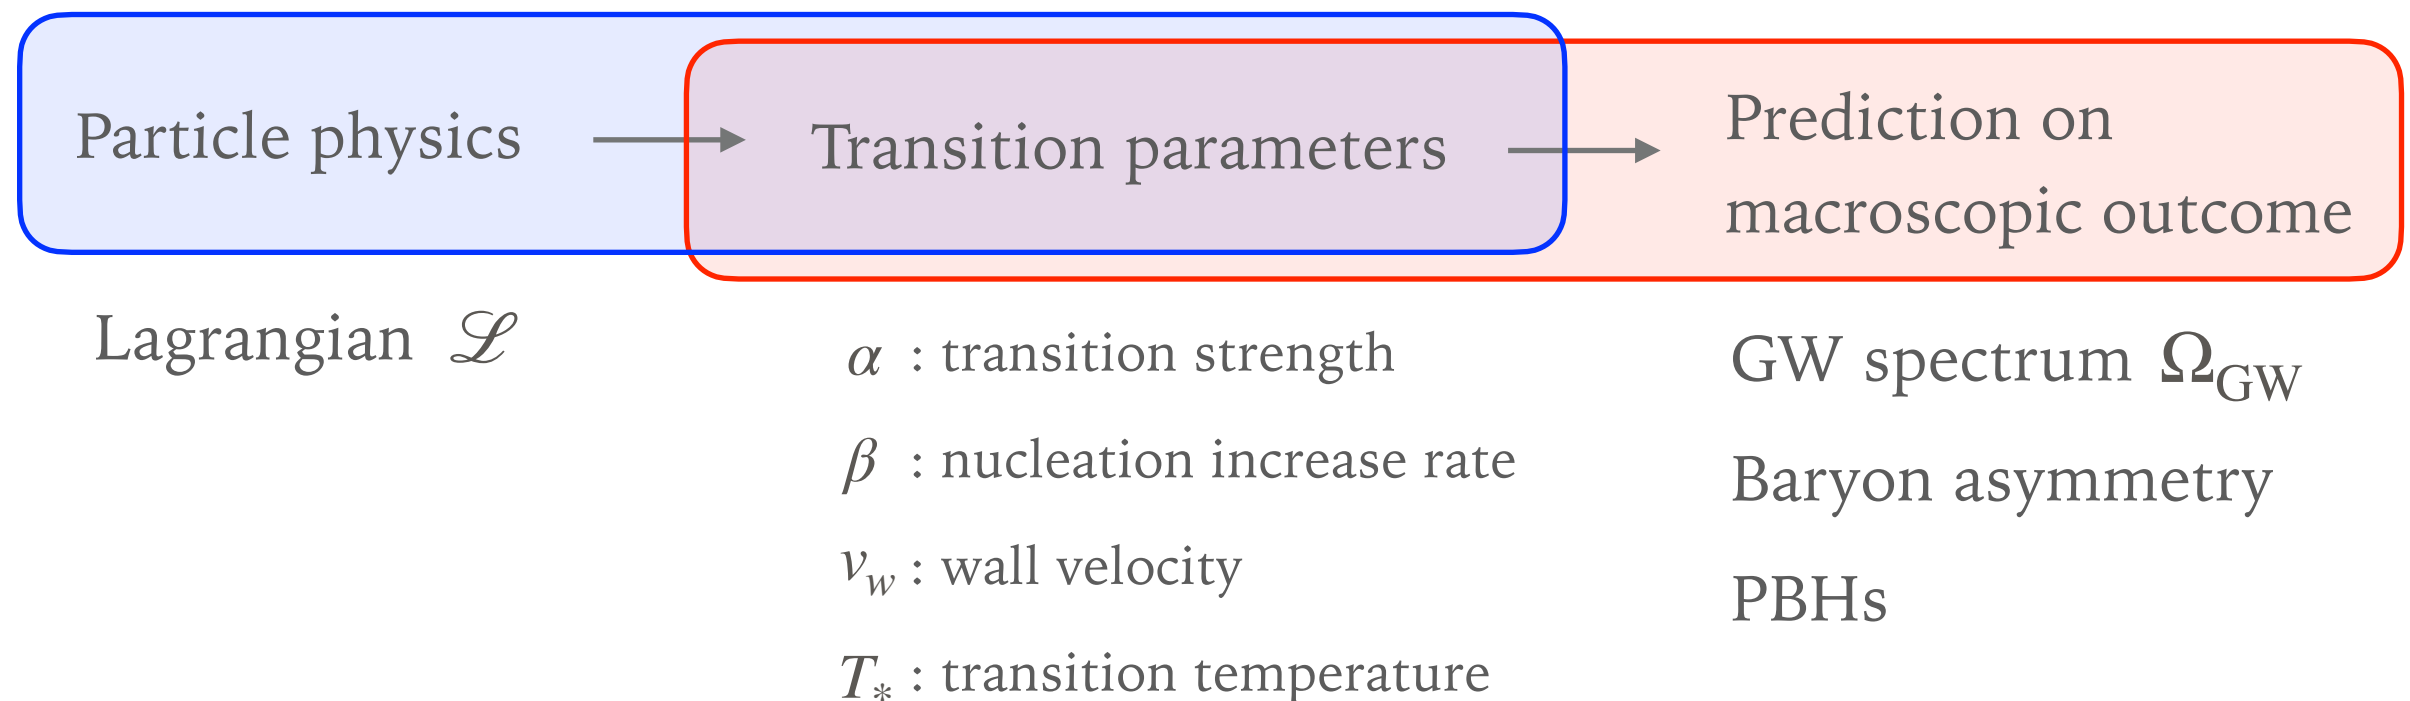 Particle physics
Transition parameters
Prediction on
macroscopic outcome
Lagrangian ℒ
α : transition strength
β : nucleation increase rate
v_w : wall velocity
T_* : transition temperature
GW spectrum Ω_GW
Baryon asymmetry
PBHs